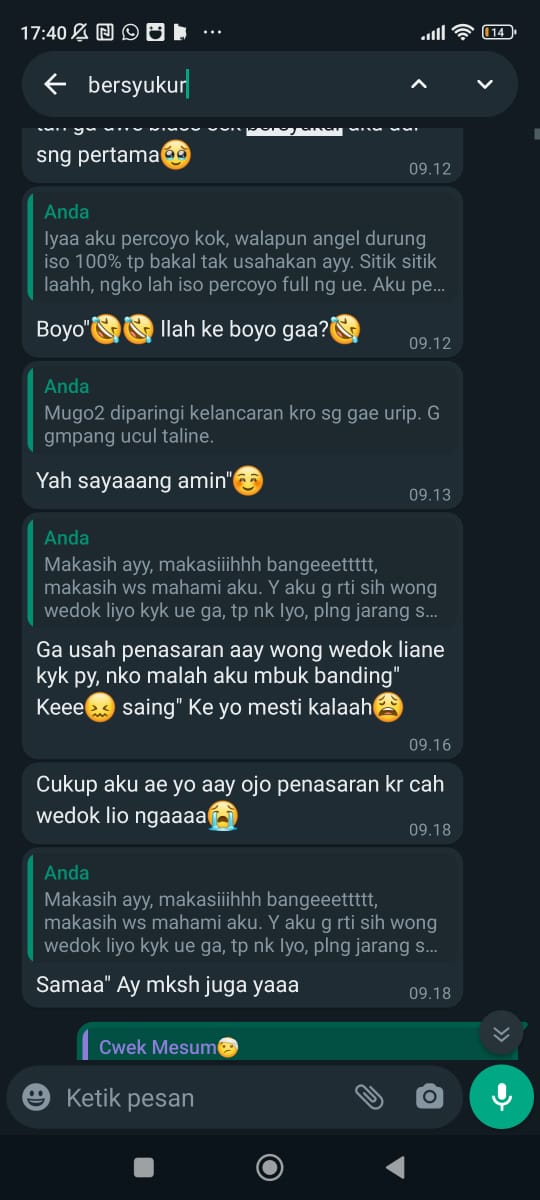 17:40
14
bersyukur
sng pertama🥹
09.12
Anda
Iyaa aku percoyo kok, walapun angel durung
iso 100% tp bakal tak usahakan ayy. Sitik sitik
laahh, ngko lah iso percoyo full ng ue. Aku pe...
Boyo"🤣🤣 llah ke boyo gaa?🤣
09.12
Anda
Mugo2 diparingi kelancaran kro sg gae urip. G
gmpang ucul taline.
Yah sayaaang amin"☺️
09.13
Anda
Makasih ayy, makasiiihhh bangeeettttt,
makasih ws mahami aku. Y aku g rti sih wong
wedok liyo kyk ue ga, tp nk Iyo, plng jarang s...
Ga usah penasaran aay wong wedok liane
kyk py, nko malah aku mbuk banding"
Keee😖 saing" Ke yo mesti kalaah😩
09.16
Cukup aku ae yo aay ojo penasaran kr cah
wedok lio ngaaaa😭
09.18
Anda
Makasih ayy, makasiiihhh bangeeettttt,
makasih ws mahami aku. Y aku g rti sih wong
wedok liyo kyk ue ga, tp nk Iyo, plng jarang s...
Samaa" Ay mksh juga yaaa
09.18
Cwek Mesum🤕
Ketik pesan